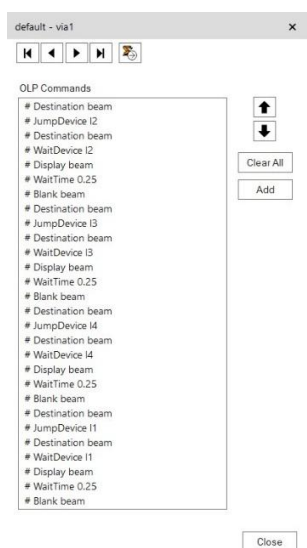 default - via1
OLP Commands
# Destination beam
# JumpDevice I2
# Destination beam
# WaitDevice I2
# Display beam
# WaitTime 0.25
# Blank beam
# Destination beam
# JumpDevice I3
# Destination beam
# WaitDevice I3
# Display beam
# WaitTime 0.25
# Blank beam
# Destination beam
# JumpDevice I4
# Destination beam
# WaitDevice I4
# Display beam
# WaitTime 0.25
# Blank beam
# Destination beam
# JumpDevice I1
# Destination beam
# WaitDevice I1
# Display beam
# WaitTime 0.25
# Blank beam
Clear All
Add
Close